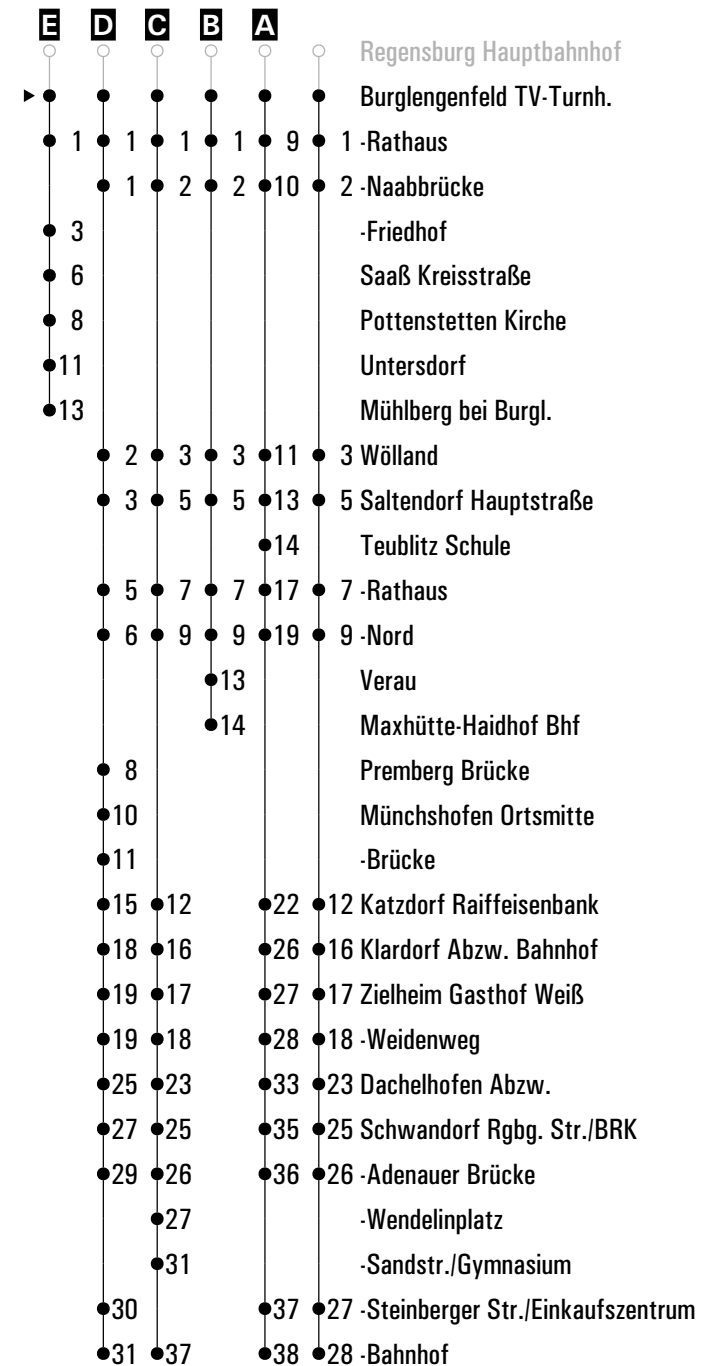 E D C B A
Regensburg Hauptbahnhof
Burglengenfeld TV-Turnh.
1 1 1 1 9 1 -Rathaus
1 2 2 10 2 -Naabbrücke
3 -Friedhof
6 Saaß Kreisstraße
8 Pottenstetten Kirche
11 Untersdorf
13 Mühlberg bei Burgl.
2 3 3 11 3 Wölland
3 5 5 13 5 Saltendorf Hauptstraße
14 Teublitz Schule
5 7 7 17 7 -Rathaus
6 9 9 19 9 -Nord
13 Verau
14 Maxhütte-Haidhof Bhf
8 Premberg Brücke
10 Münchshofen Ortsmitte
11 -Brücke
15 12 22 12 Katzdorf Raiffeisenbank
18 16 26 16 Klardorf Abzw. Bahnhof
19 17 27 17 Zielheim Gasthof Weiß
19 18 28 18 -Weidenweg
25 23 33 23 Dachelhofen Abzw.
27 25 35 25 Schwandorf Rgbg. Str./BRK
29 26 36 26 -Adenauer Brücke
27 -Wendelinplatz
31 -Sandstr./Gymnasium
30 37 27 -Steinberger Str./Einkaufszentrum
31 37 38 28 -Bahnhof